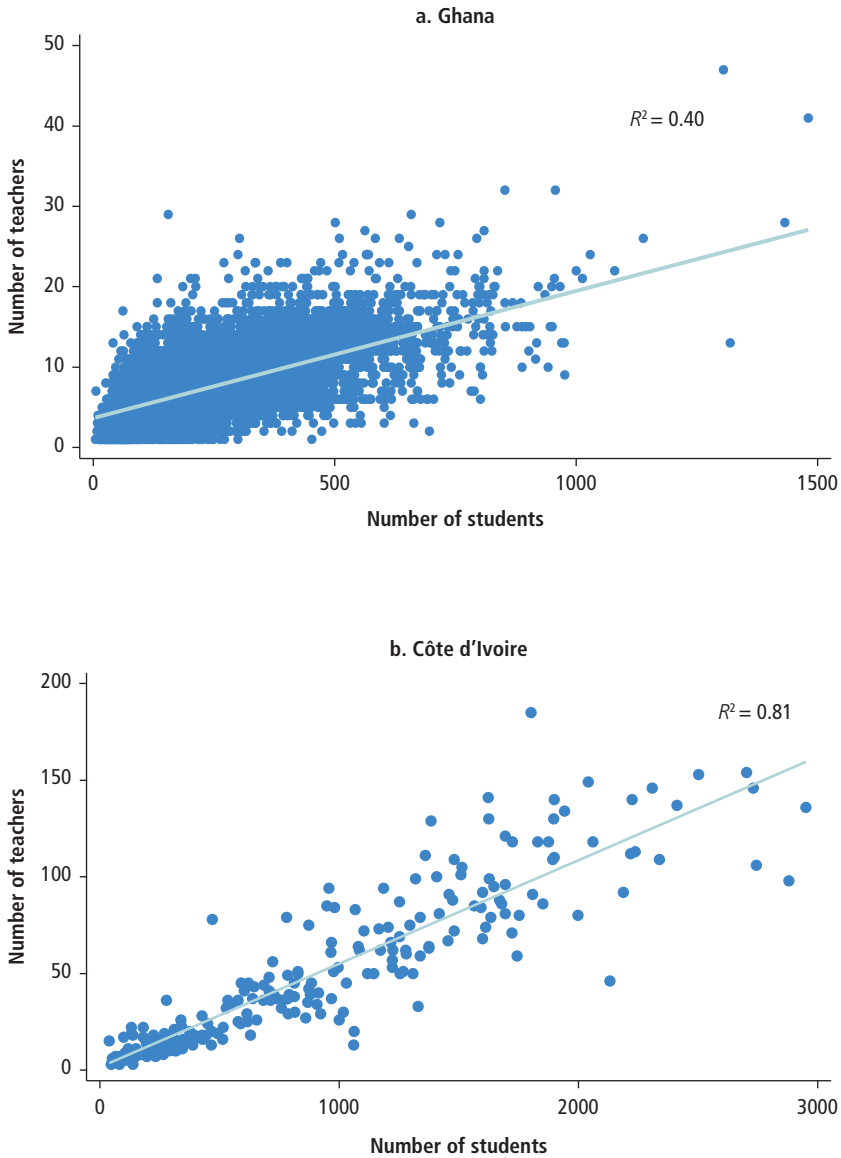 a. Ghana
50
40
30
20
10
0
Number of teachers
R² = 0.40
0 500 1000 1500
Number of students
b. Côte d'Ivoire
200
150
100
50
0
Number of teachers
R² = 0.81
0 1000 2000 3000
Number of students